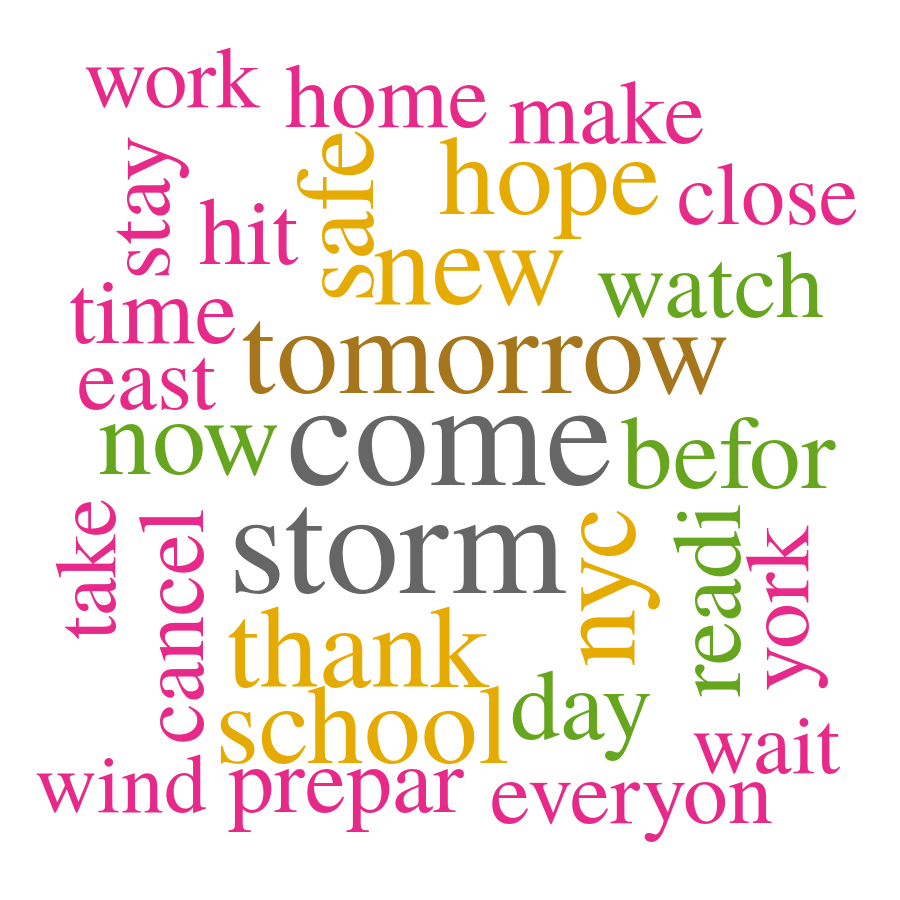 work
home
make
stay
safe
hope
close
hit
new
watch
time
tomorrow
east
now
come
befor
take
cancel
storm
nyc
readi
york
thank
school
day
wait
wind
prepar
everyon